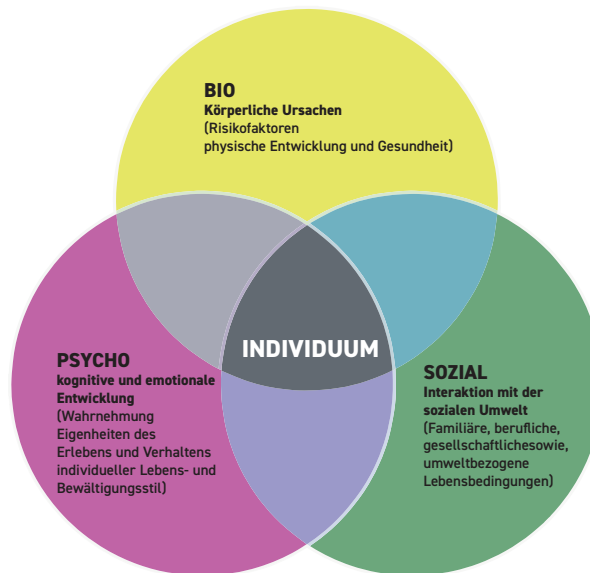 BIO
Körperliche Ursachen
(Risikofaktoren
physische Entwicklung und Gesundheit)
INDIVIDUUM
PSYCHO
kognitive und emotionale
Entwicklung
(Wahrnehmung
Eigenheiten des
Erlebens und Verhaltens
individueller Lebens- und
Bewältigungsstil)
SOZIAL
Interaktion mit der
sozialen Umwelt
(Familiäre, berufliche,
gesellschaftlichesowie,
umweltbezogene
Lebensbedingungen)